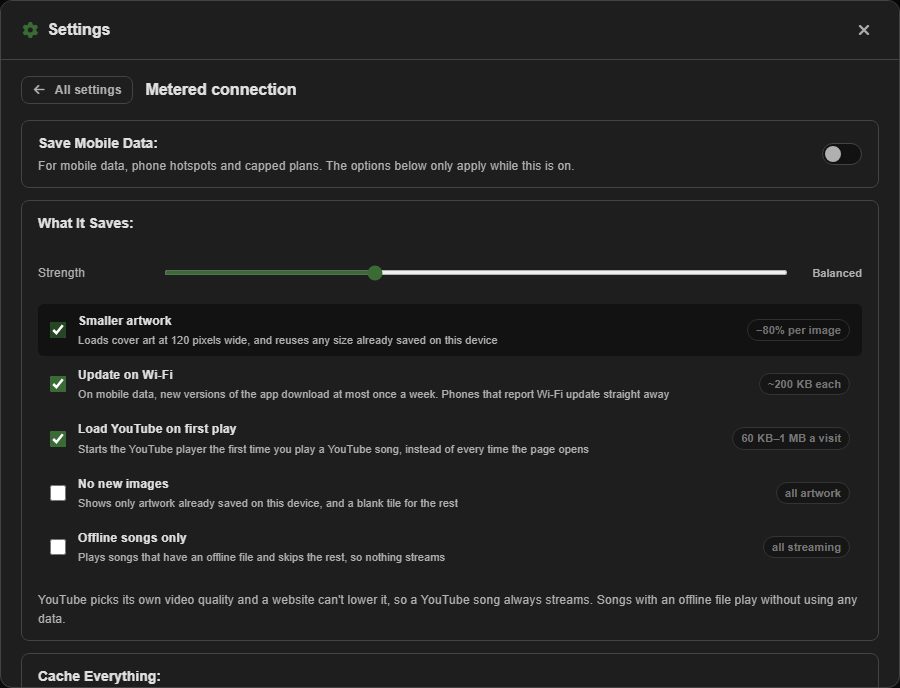 Settings
All settings
Metered connection
Save Mobile Data:
For mobile data, phone hotspots and capped plans. The options below only apply while this is on.
What It Saves:
Strength
Balanced
Smaller artwork
Loads cover art at 120 pixels wide, and reuses any size already saved on this device
~80% per image
Update on Wi-Fi
On mobile data, new versions of the app download at most once a week. Phones that report Wi-Fi update straight away
~200 KB each
Load YouTube on first play
Starts the YouTube player the first time you play a YouTube song, instead of every time the page opens
60 KB–1 MB a visit
No new images
Shows only artwork already saved on this device, and a blank tile for the rest
all artwork
Offline songs only
Plays songs that have an offline file and skips the rest, so nothing streams
all streaming
YouTube picks its own video quality and a website can't lower it, so a YouTube song always streams. Songs with an offline file play without using any
data.
Cache Everything: